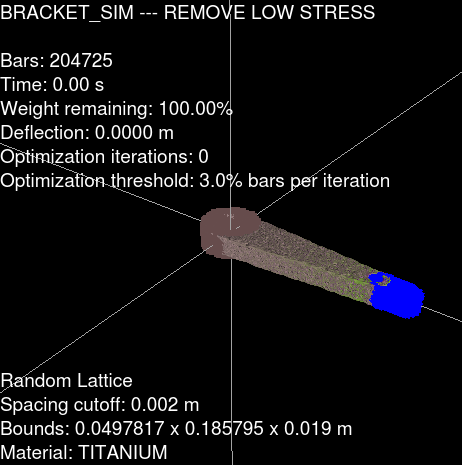 BRACKET_SIM --- REMOVE LOW STRESS
Bars: 204725
Time: 0.00 s
Weight remaining: 100.00%
Deflection: 0.0000 m
Optimization iterations: 0
Optimization threshold: 3.0% bars per iteration
Random Lattice
Spacing cutoff: 0.002 m
Bounds: 0.0497817 x 0.185795 x 0.019 m
Material: TITANIUM